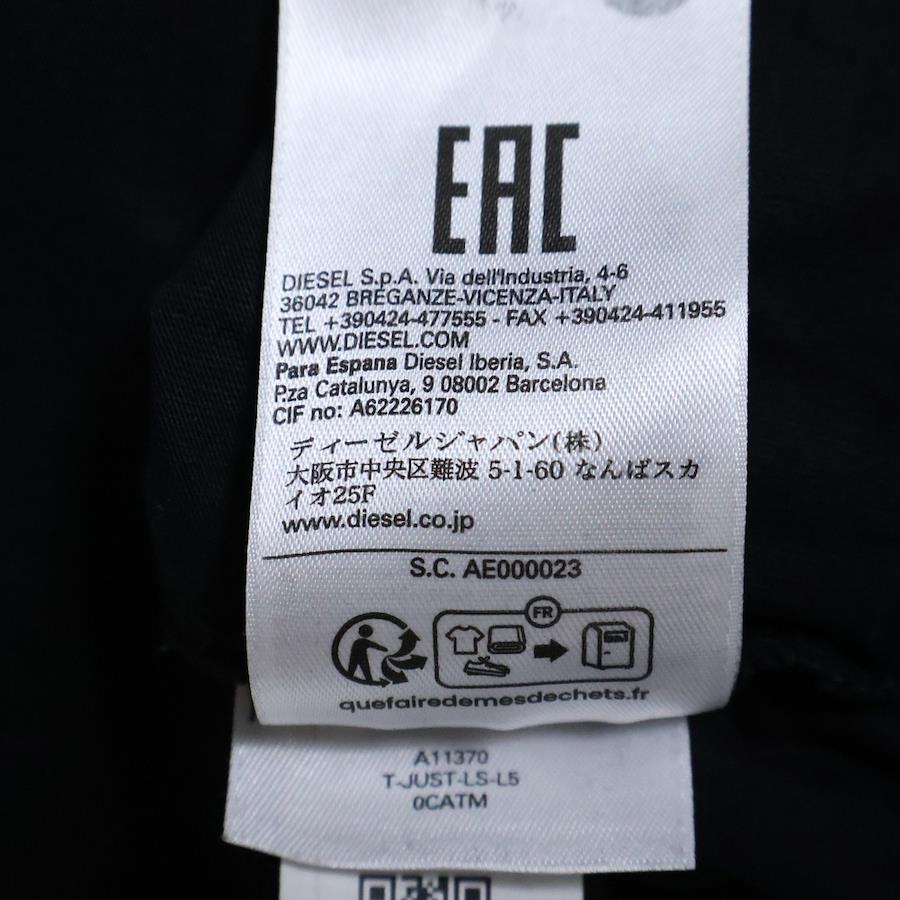 EAC
DIESEL S.p.A. Via dell'Industria, 4-6
36042 BREGANZE-VICENZA-ITALY
TEL +390424-477555 - FAX +390424-411955
WWW.DIESEL.COM
Para Espana Diesel Iberia, S.A.
P.za Catalunya, 9 08002 Barcelona
CIF no: A62226170
ディーゼルジャパン(株)
大阪市中央区難波 5-1-60 なんばスカ
イオ25F
www.diesel.co.jp
S.C. AE000023
FR
quefairedemesdechets.fr
A11370
T-JUST-LS-L5
0CATM